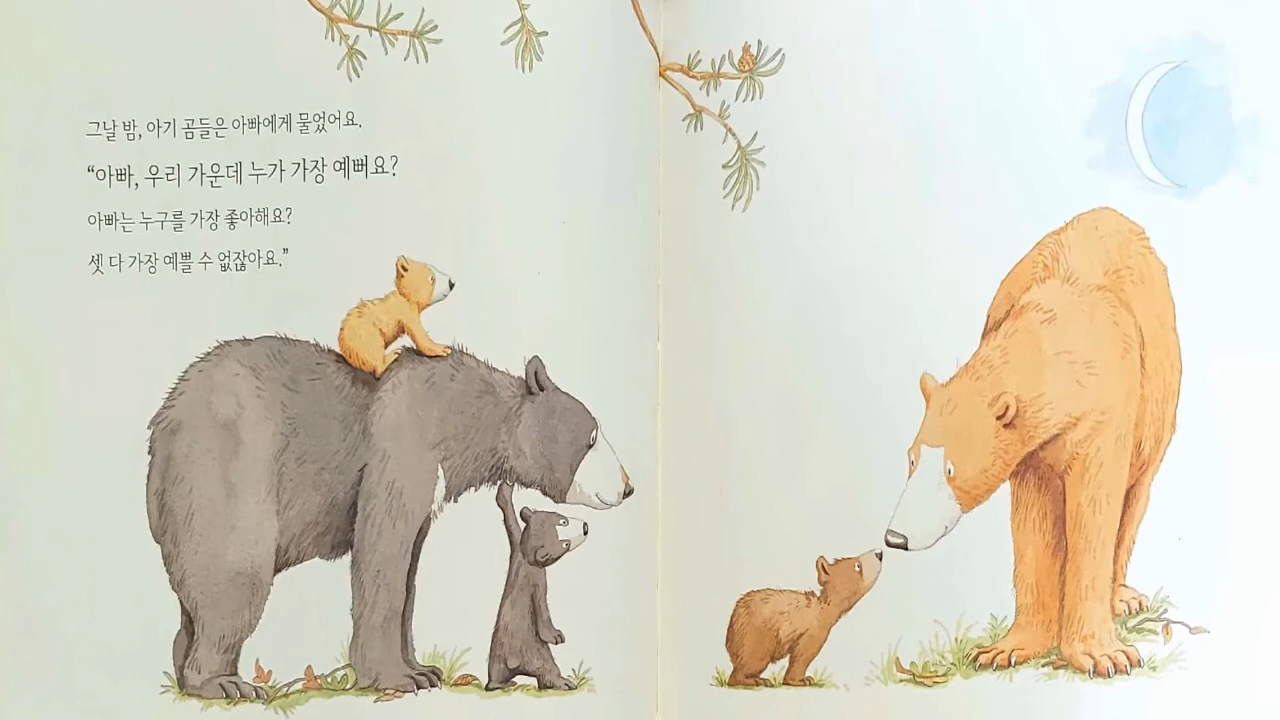 그날 밤, 아기 곰들은 아빠에게 물었어요.
“아빠, 우리 가운데 누가 가장 예뻐요?
아빠는 누구를 가장 좋아해요?
셋 다 가장 예쁠 수 없잖아요.”